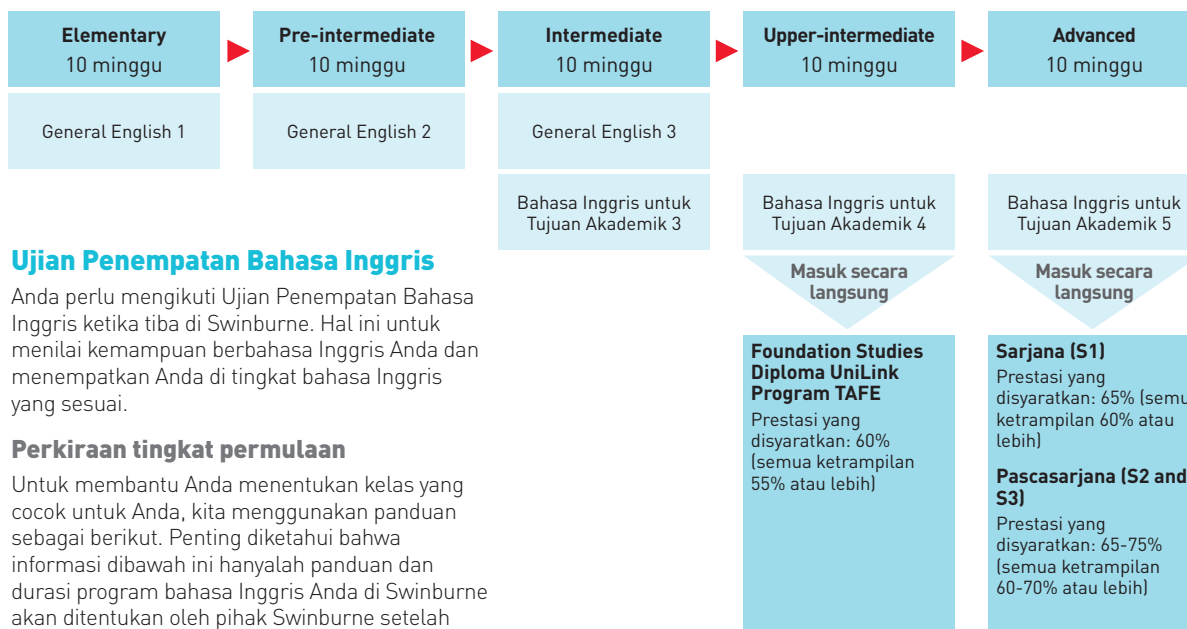 Elementary
10 minggu
Pre-intermediate
10 minggu
Intermediate
10 minggu
Upper-intermediate
10 minggu
Advanced
10 minggu
General English 1
General English 2
General English 3
Bahasa Inggris untuk
Tujuan Akademik 3
Bahasa Inggris untuk
Tujuan Akademik 4
Bahasa Inggris untuk
Tujuan Akademik 5
Masuk secara
langsung
Masuk secara
langsung
Ujian Penempatan Bahasa Inggris
Anda perlu mengikuti Ujian Penempatan Bahasa
Inggris ketika tiba di Swinburne. Hal ini untuk
menilai kemampuan berbahasa Inggris Anda dan
menempatkan Anda di tingkat bahasa Inggris
yang sesuai.
Perkiraan tingkat permulaan
Untuk membantu Anda menentukan kelas yang
cocok untuk Anda, kita menggunakan panduan
sebagai berikut. Penting diketahui bahwa
informasi dibawah ini hanyalah panduan dan
durasi program bahasa Inggris Anda di Swinburne
akan ditentukan oleh pihak Swinburne setelah
Foundation Studies
Diploma UniLink
Program TAFE
Prestasi yang
disyaratkan: 60%
(semua ketrampilan
55% atau lebih)
Sarjana (S1)
Prestasi yang
disyaratkan: 65% (semu
ketrampilan 60% atau
lebih)
Pascasarjana (S2 and
S3)
Prestasi yang
disyaratkan: 65-75%
(semua ketrampilan
60-70% atau lebih)